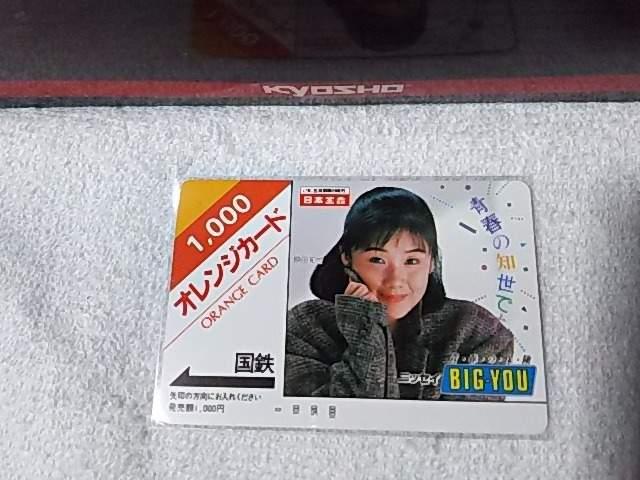 KYOSHO
1,000
オレンジカード
ORANGE CARD
日本生命
青春の知世で
国鉄
矢印の方向にお入れください
発売額1,000円
ニッセイ
BIG YOU